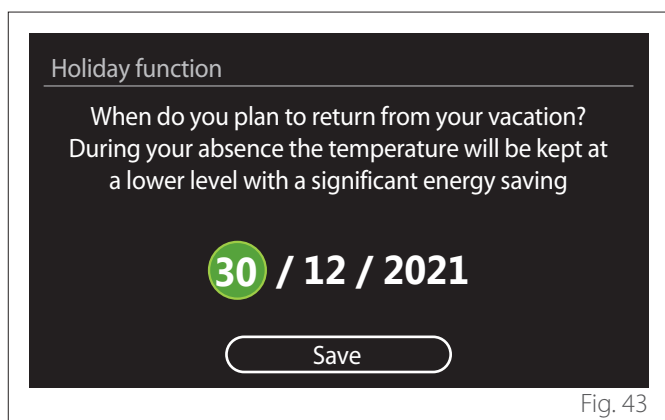 Holiday function
When do you plan to return from your vacation?
During your absence the temperature will be kept at
a lower level with a significant energy saving
30 / 12 / 2021
Save
Fig. 43